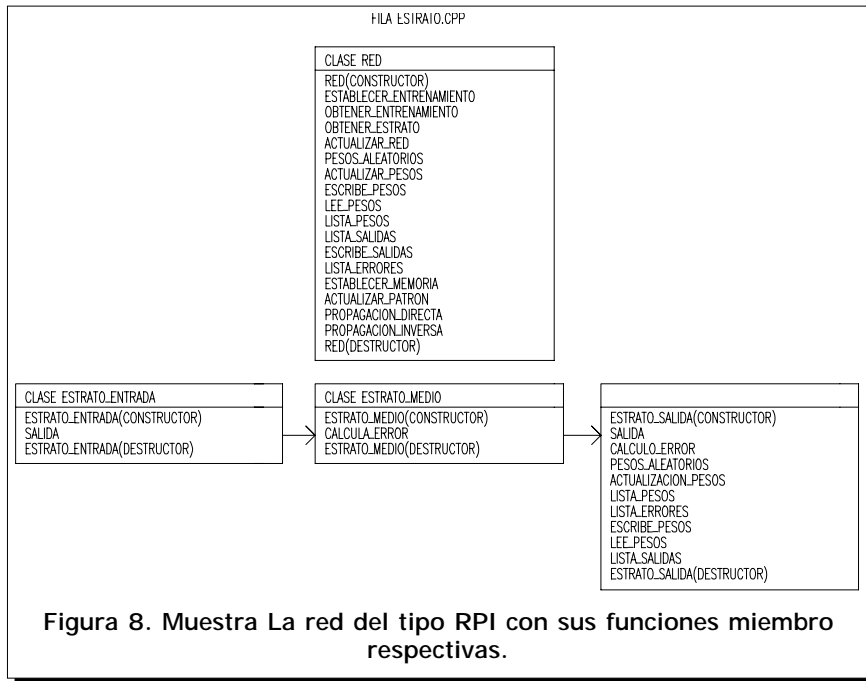 FILA ESTRATO.CPP
CLASE RED
RED(CONSTRUCTOR)
ESTABLECER_ENTRENAMIENTO
OBTENER_ENTRENAMIENTO
OBTENER_ESTRATO
ACTUALIZAR_RED
PESOS_ALEATORIOS
ACTUALIZAR_PESOS
ESCRIBE_PESOS
LEE_PESOS
LISTA_PESOS
LISTA_SALIDAS
ESCRIBE_SALIDAS
LISTA_ERRORES
ESTABLECER_MEMORIA
ACTUALIZAR_PATRON
PROPAGACION_DIRECTA
PROPAGACION_INVERSA
RED(DESTRUCTOR)
CLASE ESTRATO_ENTRADA
ESTRATO_ENTRADA(CONSTRUCTOR)
SALIDA
ESTRATO_ENTRADA(DESTRUCTOR)
CLASE ESTRATO_MEDIO
ESTRATO_MEDIO(CONSTRUCTOR)
CALCULA_ERROR
ESTRATO_MEDIO(DESTRUCTOR)
ESTRATO_SALIDA(CONSTRUCTOR)
SALIDA
CALCULO_ERROR
PESOS_ALEATORIOS
ACTUALIZACION_PESOS
LISTA_PESOS
LISTA_ERRORES
ESCRIBE_PESOS
LEE_PESOS
LISTA_SALIDAS
ESTRATO_SALIDA(DESTRUCTOR)
Figura 8. Muestra La red del tipo RPI con sus funciones miembro
respectivas.